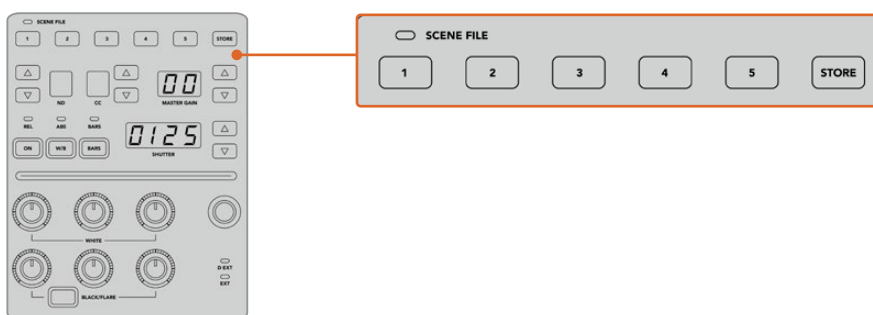 SCENE FILE
1 2 3 4 5 STORE
ND CC 00 MASTER GAIN
REL ABS BARS
ON W/B BARS
0125
SHUTTER
WHITE
D EXT
EXT
BLACK/FLARE
SCENE FILE
1 2 3 4 5 STORE